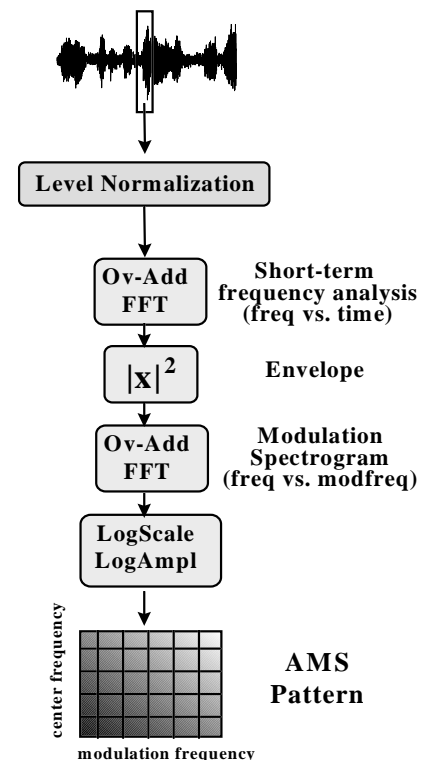 Level Normalization
Ov-Add
FFT
Short-term
frequency analysis
(freq vs. time)
|x|²
Envelope
Ov-Add
FFT
Modulation
Spectrogram
(freq vs. modfreq)
LogScale
LogAmpl
center frequency
AMS
Pattern
modulation frequency